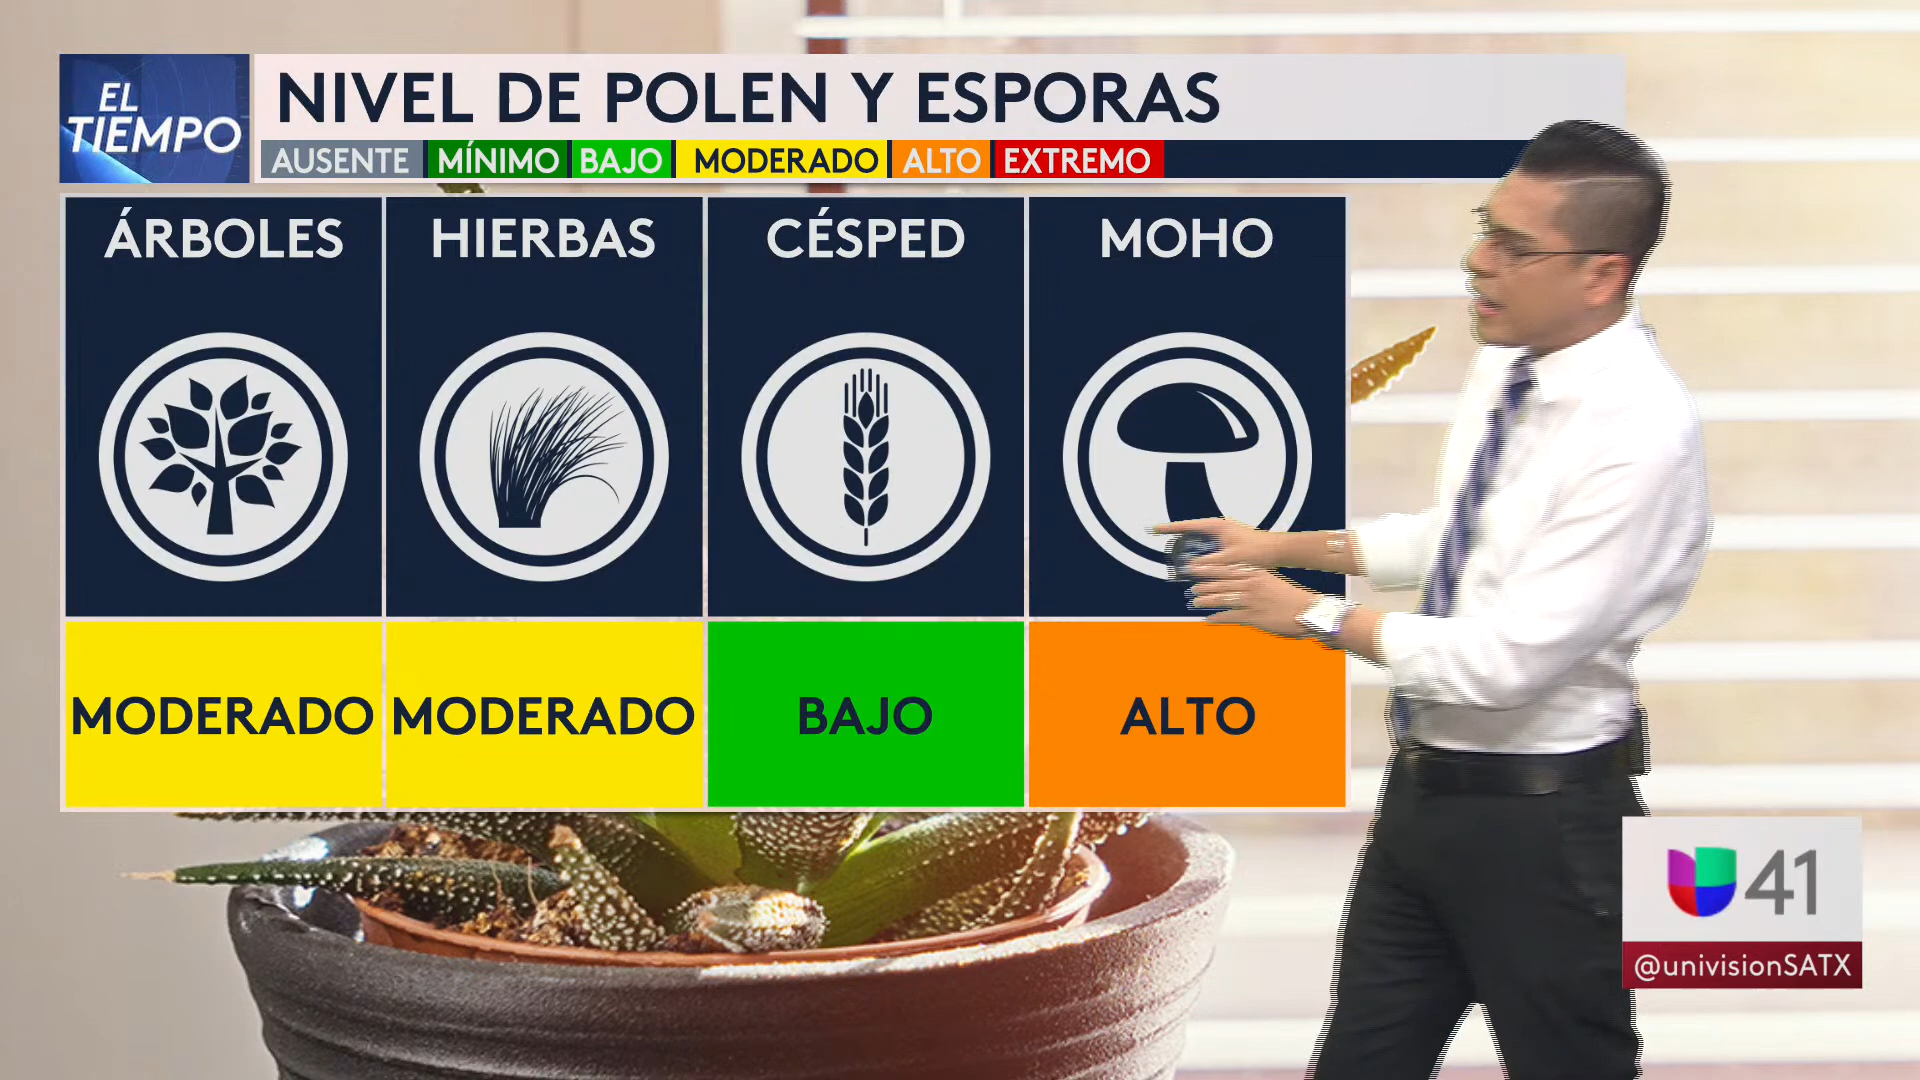 EL
TIEMPO
NIVEL DE POLEN Y ESPORAS
AUSENTE MÍNIMO BAJO MODERADO ALTO EXTREMO
ÁRBOLES HIERBAS CÉSPED MOHO
MODERADO MODERADO BAJO ALTO
41
@univisionSATX